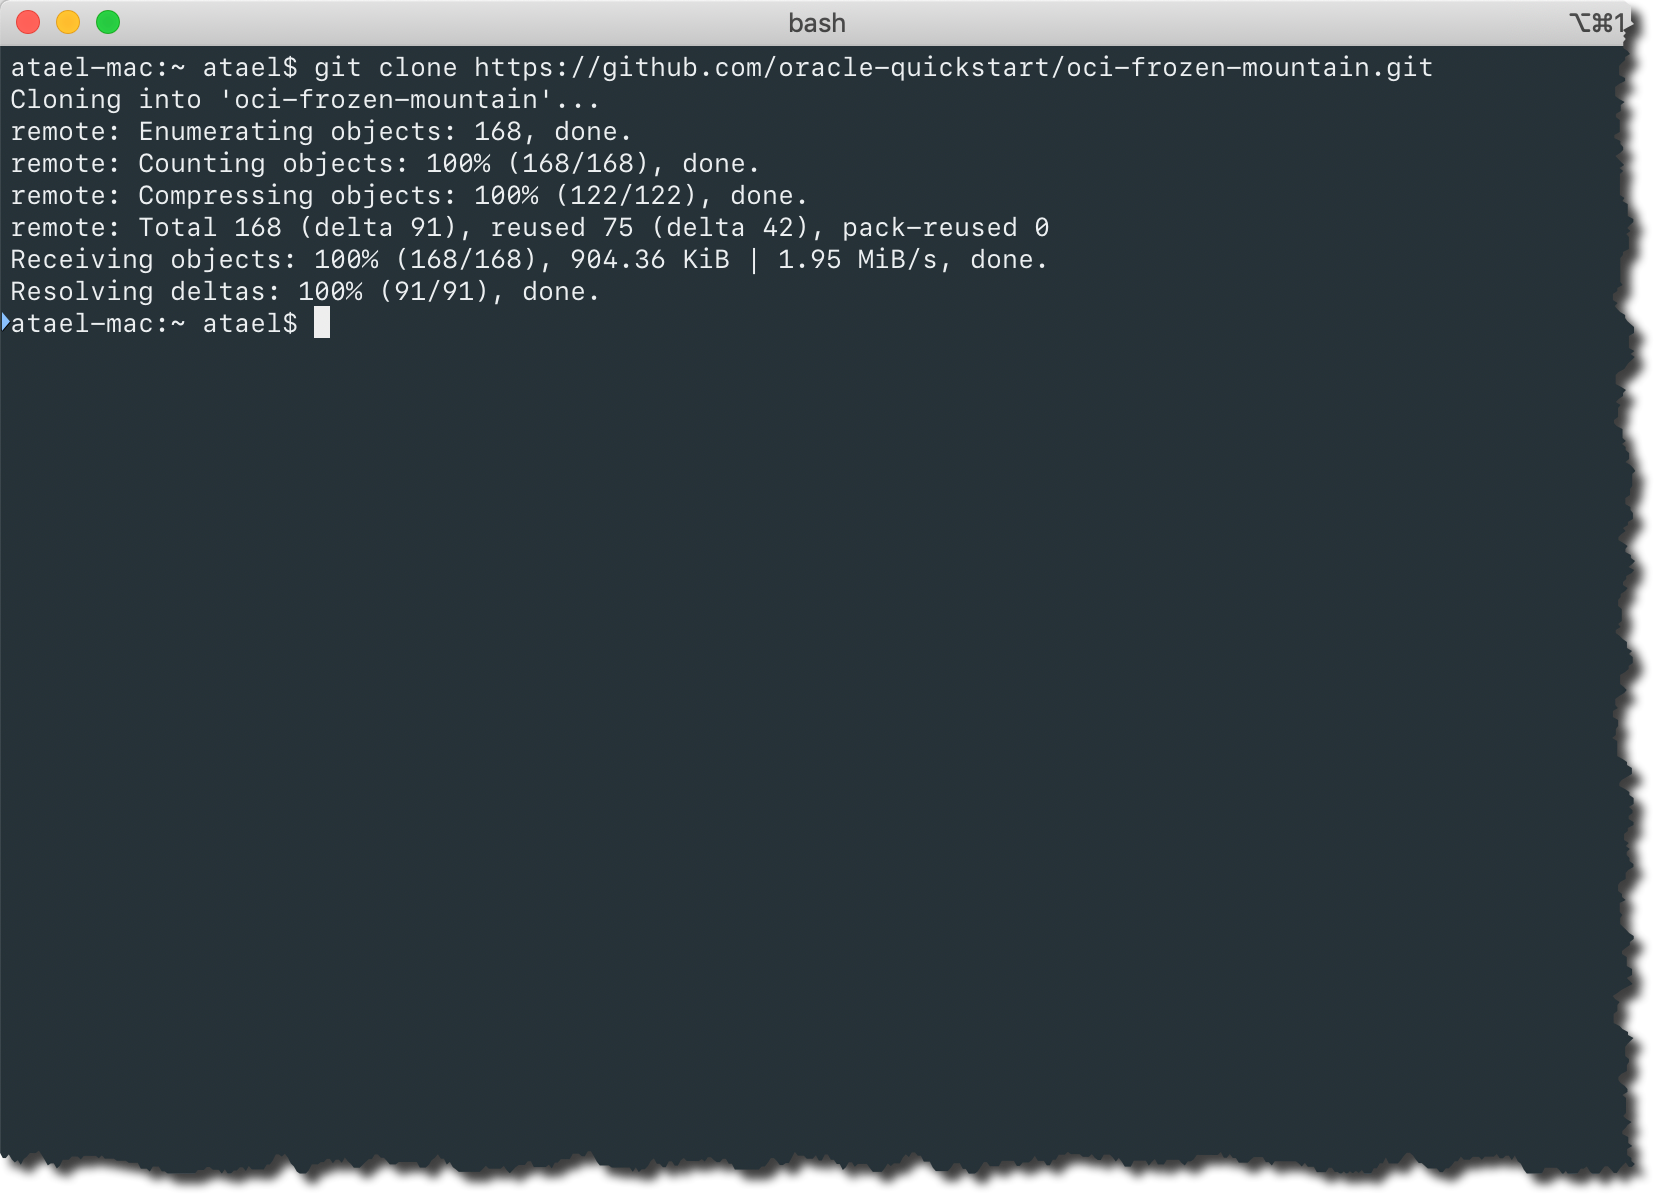 bash
⌥⌘1
atael-mac:~ atael$ git clone https://github.com/oracle-quickstart/oci-frozen-mountain.git
Cloning into 'oci-frozen-mountain'...
remote: Enumerating objects: 168, done.
remote: Counting objects: 100% (168/168), done.
remote: Compressing objects: 100% (122/122), done.
remote: Total 168 (delta 91), reused 75 (delta 42), pack-reused 0
Receiving objects: 100% (168/168), 904.36 KiB | 1.95 MiB/s, done.
Resolving deltas: 100% (91/91), done.
atael-mac:~ atael$